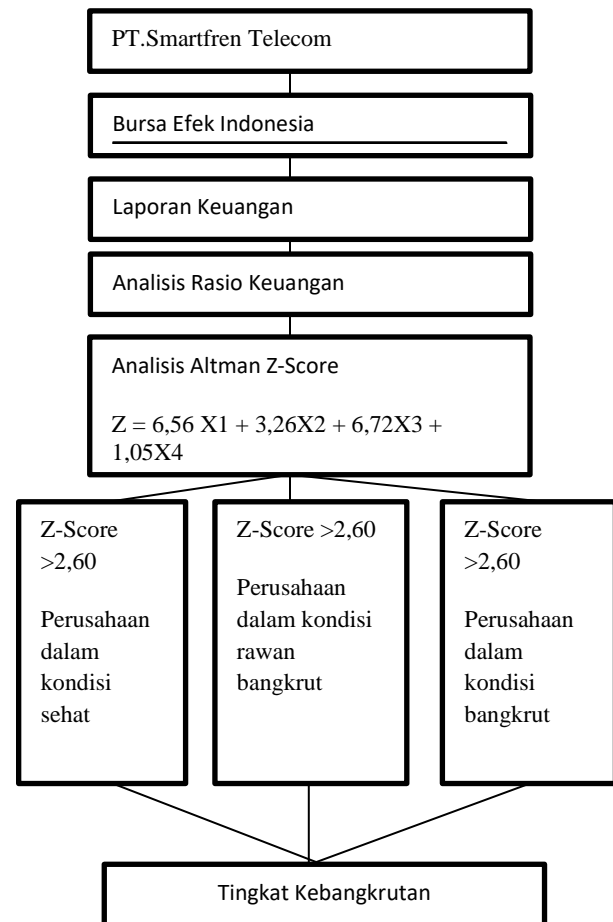 PT.Smartfren Telecom
Bursa Efek Indonesia
Laporan Keuangan
Analisis Rasio Keuangan
Analisis Altman Z-Score
Z = 6,56 X1 + 3,26X2 + 6,72X3 +
1,05X4
Z-Score
>2,60
Perusahaan
dalam
kondisi
sehat
Z-Score >2,60
Perusahaan
dalam kondisi
rawan
bangkrut
Z-Score
>2,60
Perusahaan
dalam
kondisi
bangkrut
Tingkat Kebangkrutan